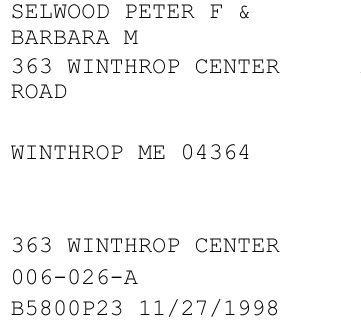 SELWOOD PETER F &
BARBARA M
363 WINTHROP CENTER
ROAD
WINTHROP ME 04364
363 WINTHROP CENTER
006-026-A
B5800P23 11/27/1998